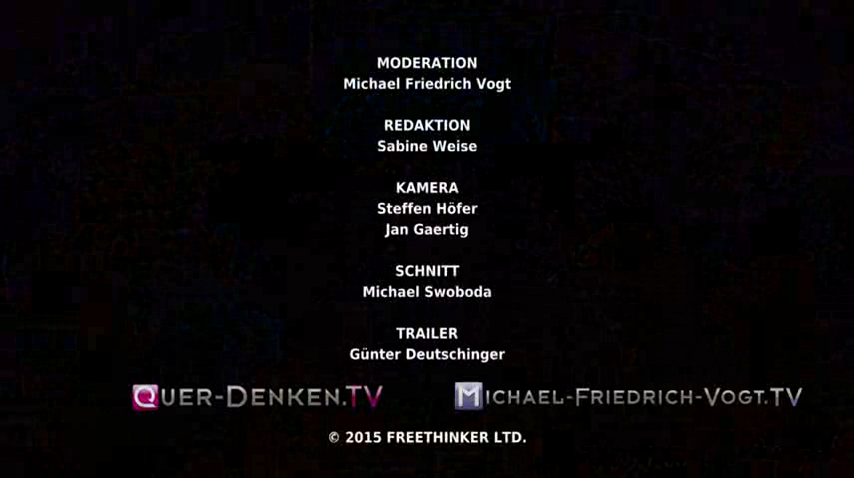 MODERATION
Michael Friedrich Vogt
REDAKTION
Sabine Weise
KAMERA
Steffen Höfer
Jan Gaertig
SCHNITT
Michael Swoboda
TRAILER
Günter Deutschinger
QUER-DENKEN.TV
MICHAEL-FRIEDRICH-VOGT.TV
© 2015 FREETHINKER LTD.